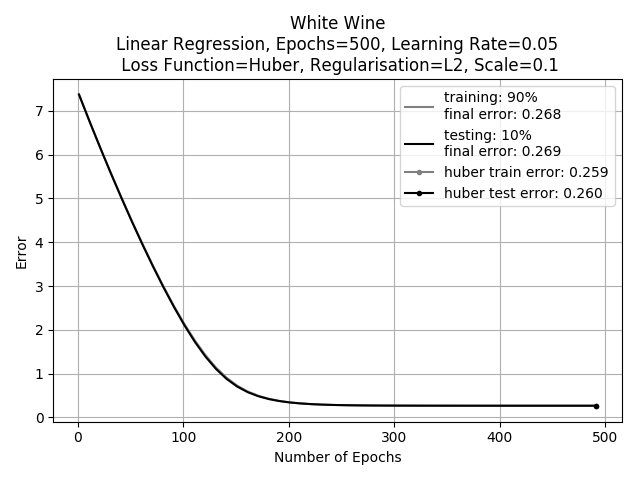 White Wine
Linear Regression, Epochs=500, Learning Rate=0.05
Loss Function=Huber, Regularisation=L2, Scale=0.1
training: 90%
final error: 0.268
testing: 10%
final error: 0.269
huber train error: 0.259
huber test error: 0.260
Error
7
6
5
4
3
2
1
0
0 100 200 300 400 500
Number of Epochs